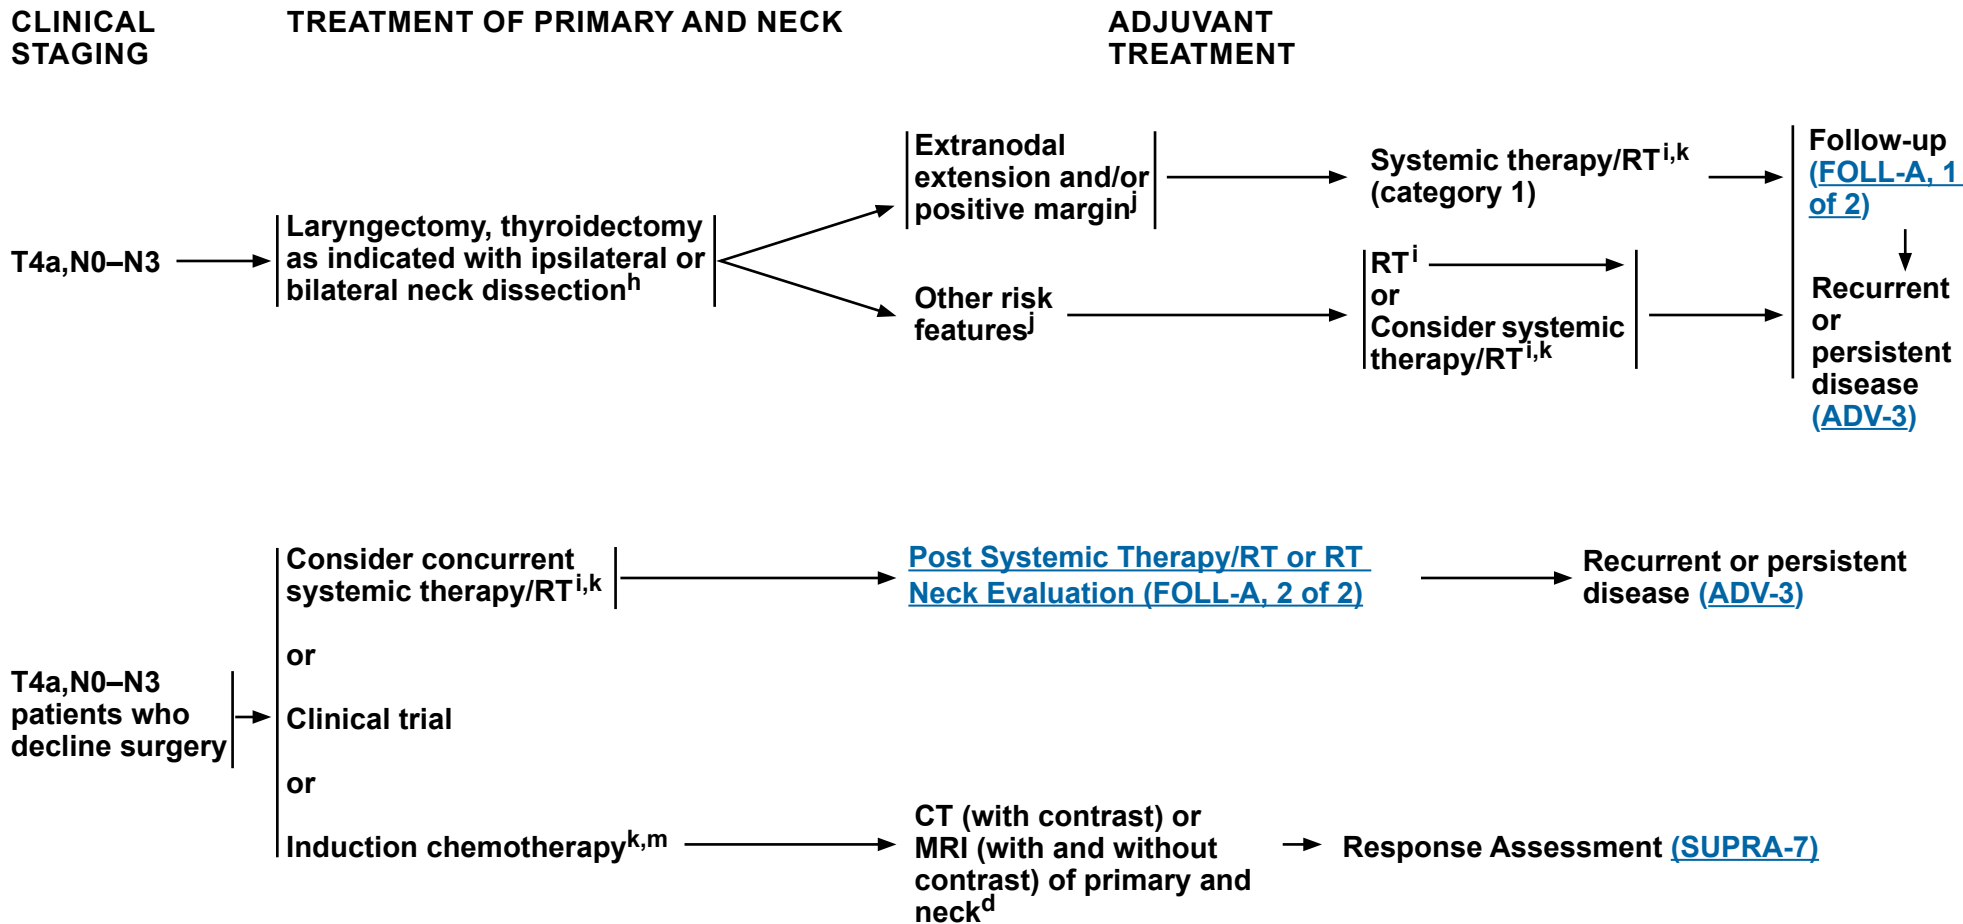 CLINICAL
STAGING
TREATMENT OF PRIMARY AND NECK
ADJUVANT
TREATMENT
T4a,N0–N3
Laryngectomy, thyroidectomy
as indicated with ipsilateral or
bilateral neck dissectionh
Extranodal
extension and/or
positive marginj
Systemic therapy/RTi,k
(category 1)
Other risk
featuresj
RTi
or
Consider systemic
therapy/RTi,k
Follow-up
(FOLL-A, 1
of 2)
Recurrent
or
persistent
disease
(ADV-3)
T4a,N0–N3
patients who
decline surgery
Consider concurrent
systemic therapy/RTi,k
Post Systemic Therapy/RT or RT
Neck Evaluation (FOLL-A, 2 of 2)
Recurrent or persistent
disease (ADV-3)
or
Clinical trial
or
Induction chemotherapyk,m
CT (with contrast) or
MRI (with and without
contrast) of primary and
neckd
Response Assessment (SUPRA-7)